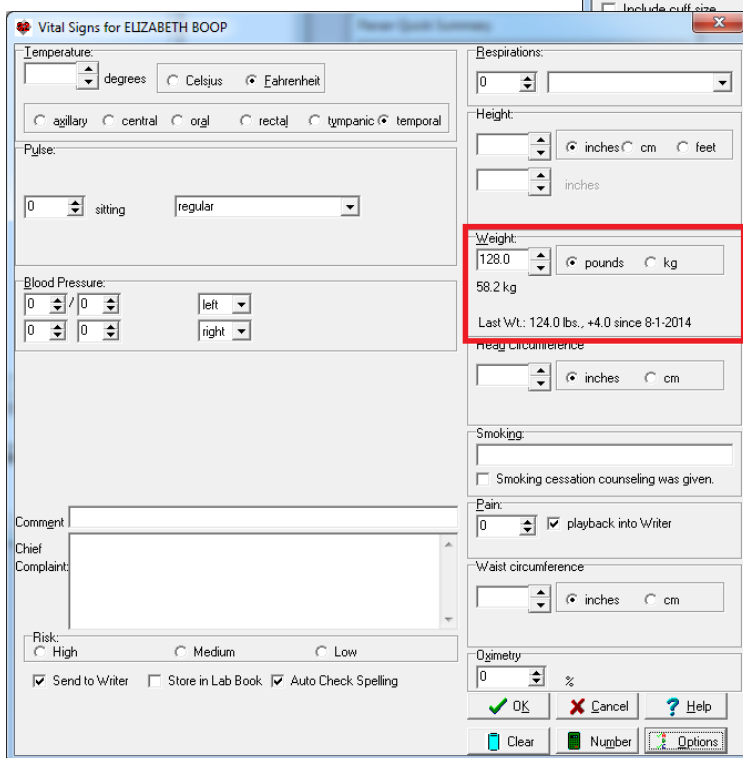 Include cuff size
Vital Signs for ELIZABETH BOOP
Temperature:
degrees Celsius Fahrenheit
axillary central oral rectal tympanic temporal
Pulse:
0 sitting regular
Blood Pressure:
0 / 0 left
0 0 right
Comment
Chief
Complaint:
Risk:
High Medium Low
Send to Writer Store in Lab Book Auto Check Spelling
Respirations:
0
Height:
inches cm feet
inches
Weight:
128.0 pounds kg
58.2 kg
Last Wt.: 124.0 lbs., +4.0 since 8-1-2014
Head Circumference
inches cm
Smoking:
Smoking cessation counseling was given.
Pain:
0 playback into Writer
Waist circumference
inches cm
Oximetry
0 %
OK Cancel Help
Clear Number Options